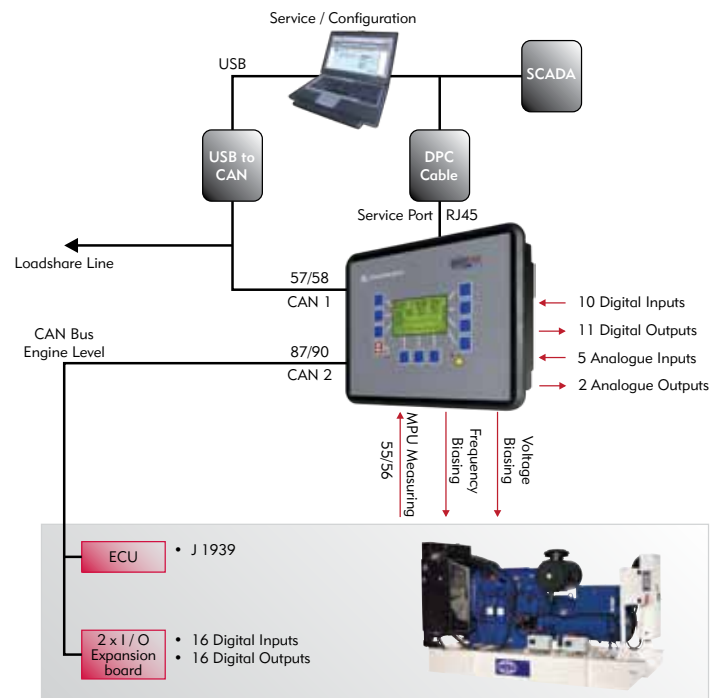 Service / Configuration
USB
SCADA
USB to
CAN
DPC
Cable
Service Port
RJ45
Loadshare Line
57/58
CAN 1
10 Digital Inputs
11 Digital Outputs
5 Analogue Inputs
2 Analogue Outputs
CAN Bus
Engine Level
87/90
CAN 2
MPU Measuring
55/56
Frequency
Biasing
Voltage
Biasing
ECU
• J 1939
2 x I / O
Expansion
board
• 16 Digital Inputs
• 16 Digital Outputs